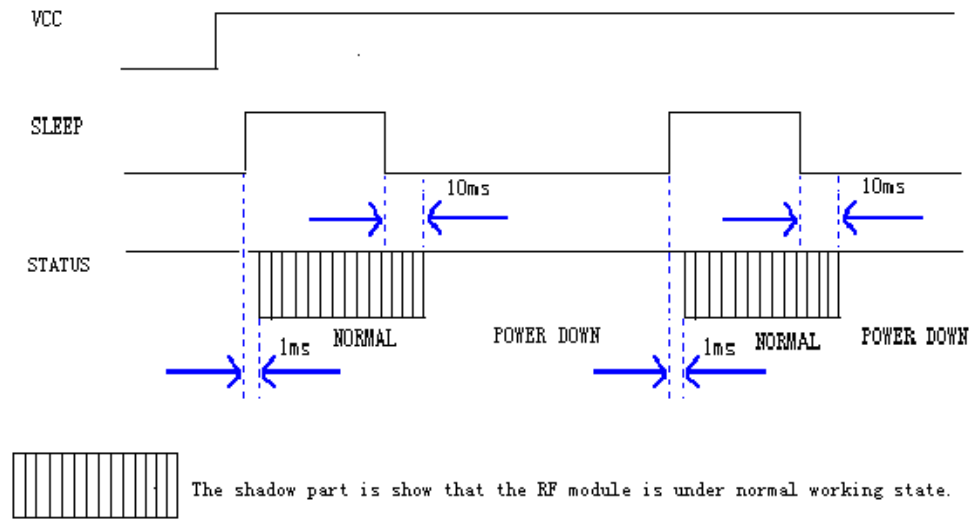 VCC
SLEEP
10ms
10ms
STATUS
1ms
NORMAL
POWER DOWN
1ms
NORMAL
POWER DOWN
The shadow part is show that the RF module is under normal working state.